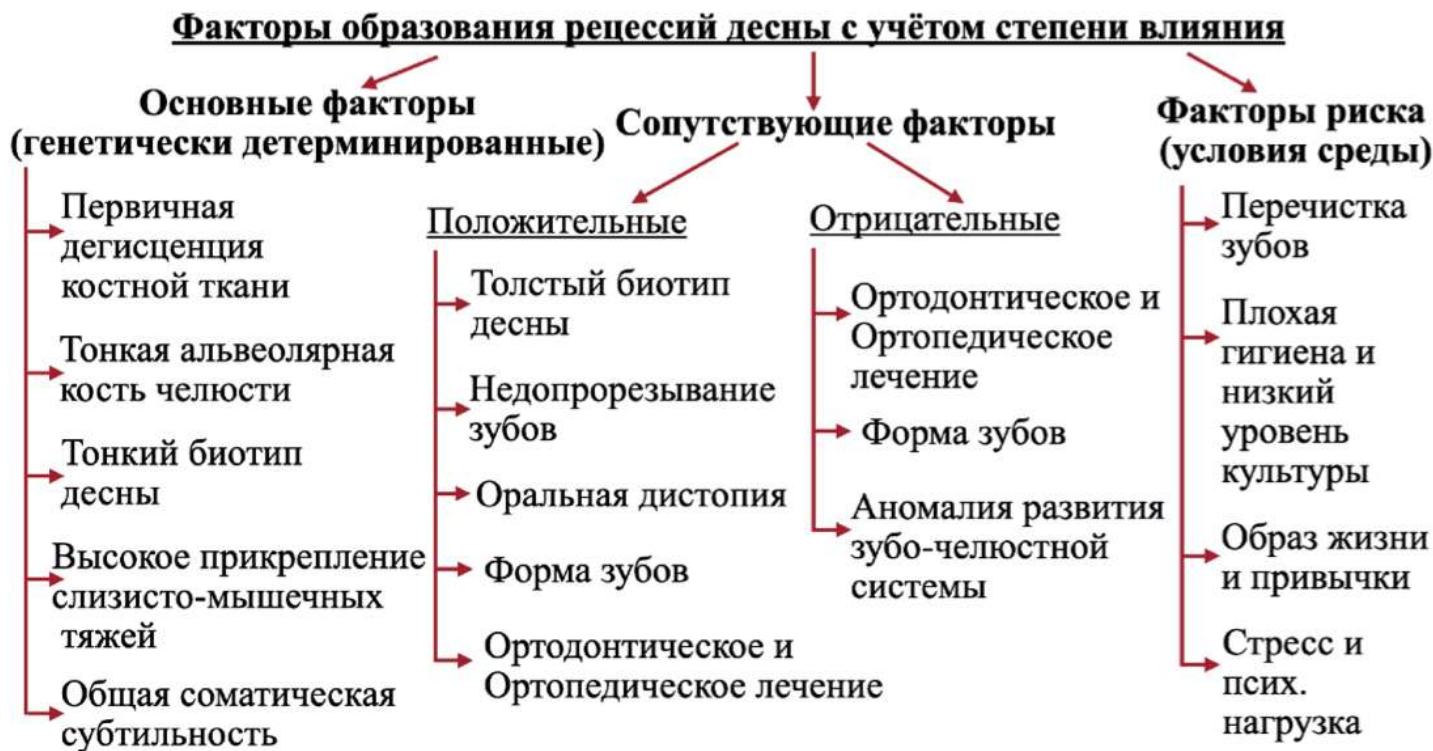 Факторы образования рецессий десны с учётом степени влияния
Основные факторы
(генетически детерминированные)
Первичная
дегисценция
костной ткани
Тонкая альвеолярная
кость челюсти
Тонкий биотип
десны
Высокое прикрепление
слизисто-мышечных
тяжей
Общая соматическая
субтильность
Сопутствующие факторы
Положительные
Толстый биотип
десны
Недопрорезывание
зубов
Оральная дистопия
Форма зубов
Ортодонтическое и
Ортопедическое лечение
Отрицательные
Ортодонтическое и
Ортопедическое
лечение
Форма зубов
Аномалия развития
зубо-челюстной
системы
Факторы риска
(условия среды)
Перечистка
зубов
Плохая
гигиена и
низкий
уровень
культуры
Образ жизни
и привычки
Стресс и
псих.
нагрузка